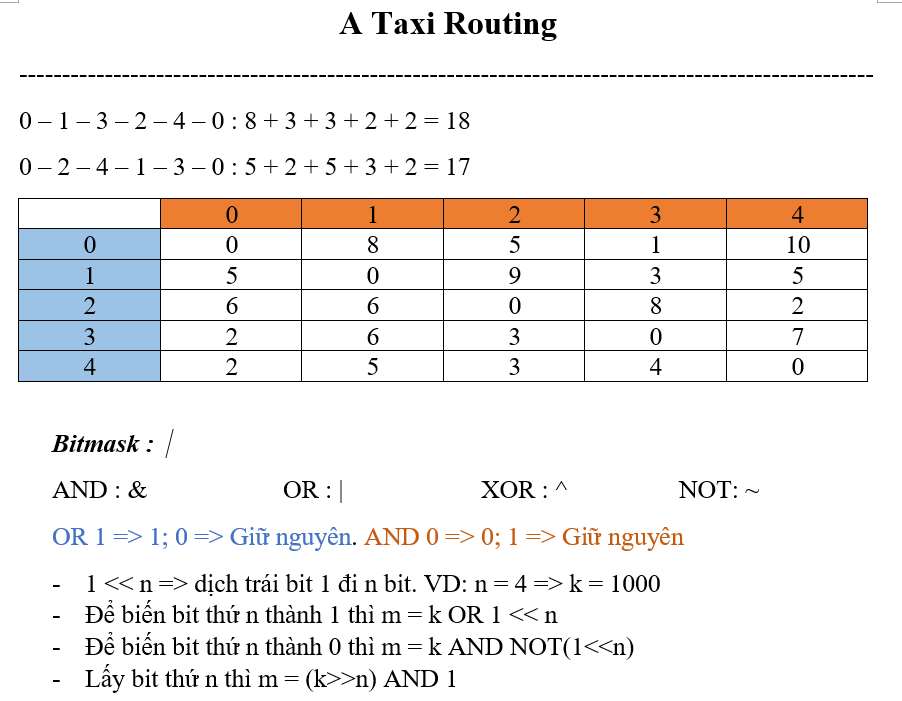 A Taxi Routing
----------------------------------------------------------------------------------------------------
0 – 1 – 3 – 2 – 4 – 0 : 8 + 3 + 3 + 2 + 2 = 18
0 – 2 – 4 – 1 – 3 – 0 : 5 + 2 + 5 + 3 + 2 = 17
0 1 2 3 4
0 0 8 5 1 10
1 5 0 9 3 5
2 6 6 0 8 2
3 2 6 3 0 7
4 2 5 3 4 0
Bitmask :
AND : & OR : | XOR : ^ NOT: ~
OR 1 => 1; 0 => Giữ nguyên. AND 0 => 0; 1 => Giữ nguyên
- 1 << n => dịch trái bit 1 đi n bit. VD: n = 4 => k = 1000
- Để biến bit thứ n thành 1 thì m = k OR 1 << n
- Để biến bit thứ n thành 0 thì m = k AND NOT(1<<n)
- Lấy bit thứ n thì m = (k>>n) AND 1